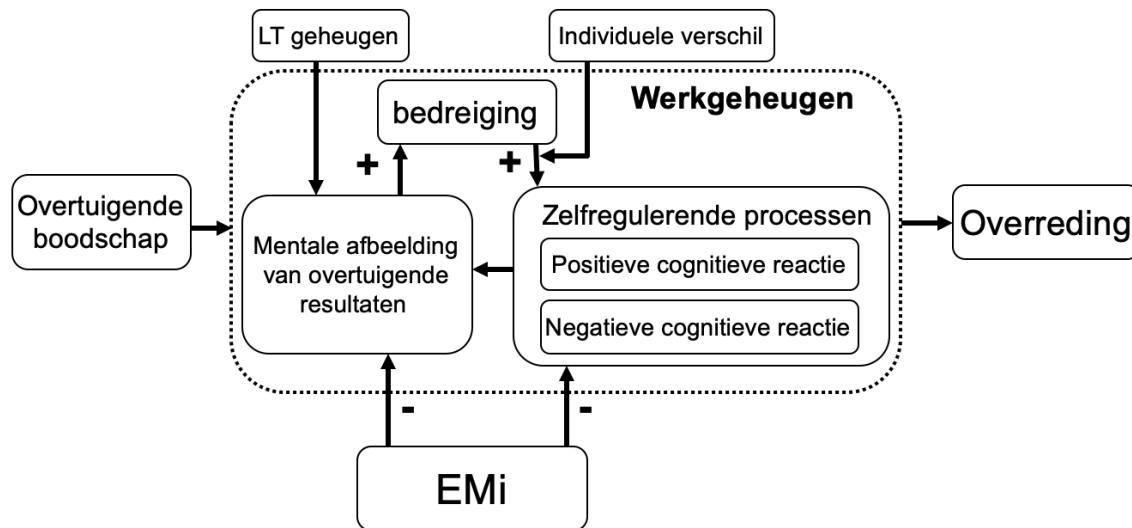 LT geheugen
Individuele verschil
Werkgeheugen
bedreiging
+
+
Overtuigende
boodschap
Mentale afbeelding
van overtuigende
resultaten
Zelfregulerende processen
Positieve cognitieve reactie
Negatieve cognitieve reactie
Overreding
-
-
EMi